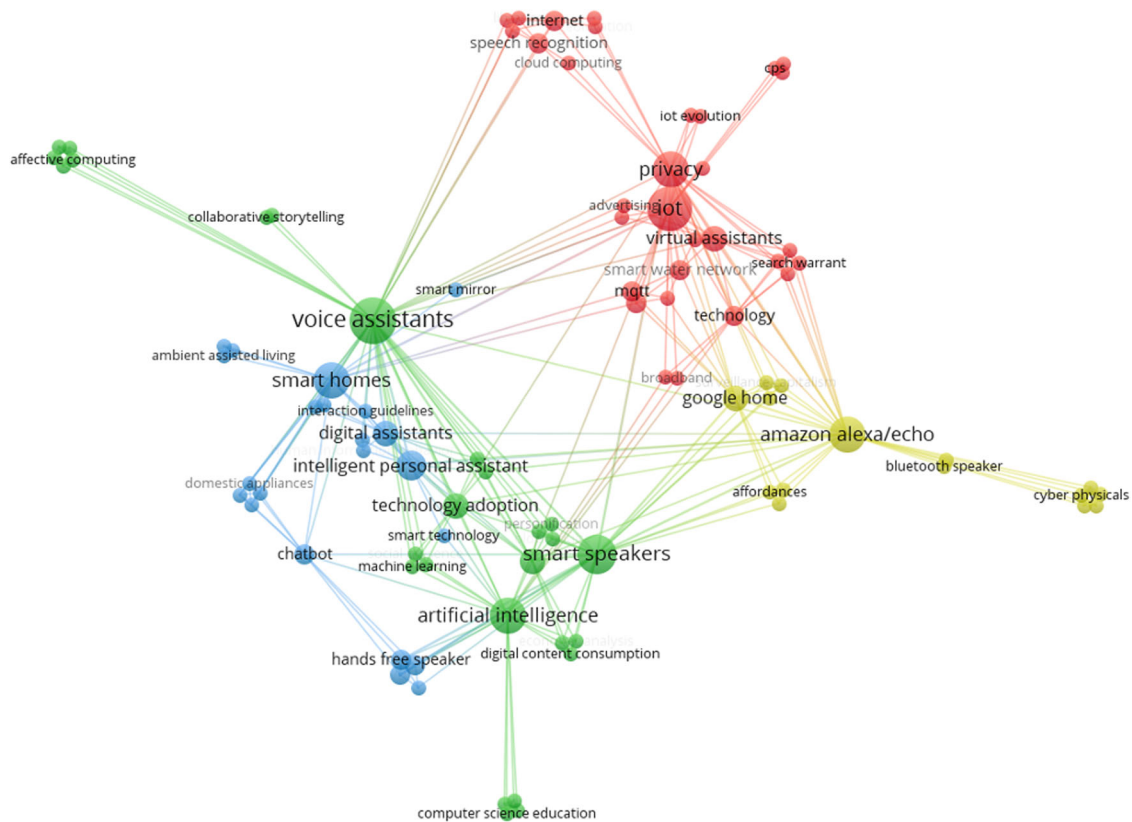 internet
speech recognition
cloud computing
cps
iot evolution
affective computing
privacy
advertising
iot
collaborative storytelling
virtual assistants
search warrant
smart water network
smart mirror
mqtt
voice assistants
technology
ambient assisted living
smart homes
broadband
surveillance capitalism
google home
interaction guidelines
digital assistants
amazon alexa/echo
intelligent personal assistant
bluetooth speaker
domestic appliances
affordances
cyber physicals
technology adoption
personification
smart technology
chatbot
smart speakers
machine learning
artificial intelligence
digital content consumption
hands free speaker
computer science education